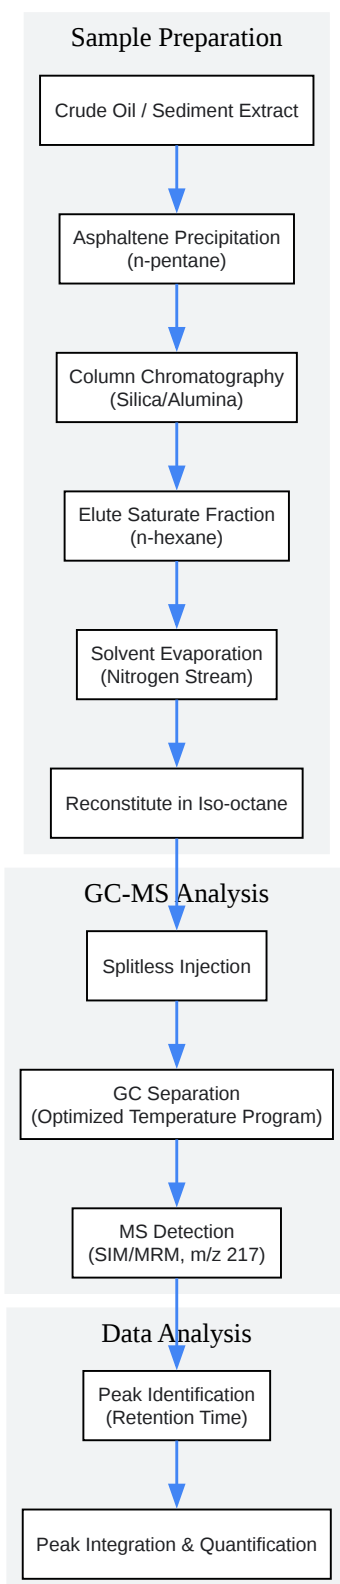 Sample Preparation
Crude Oil / Sediment Extract
Asphaltene Precipitation
(n-pentane)
Column Chromatography
(Silica/Alumina)
Elute Saturate Fraction
(n-hexane)
Solvent Evaporation
(Nitrogen Stream)
Reconstitute in Iso-octane
GC-MS Analysis
Splitless Injection
GC Separation
(Optimized Temperature Program)
MS Detection
(SIM/MRM, m/z 217)
Data Analysis
Peak Identification
(Retention Time)
Peak Integration & Quantification